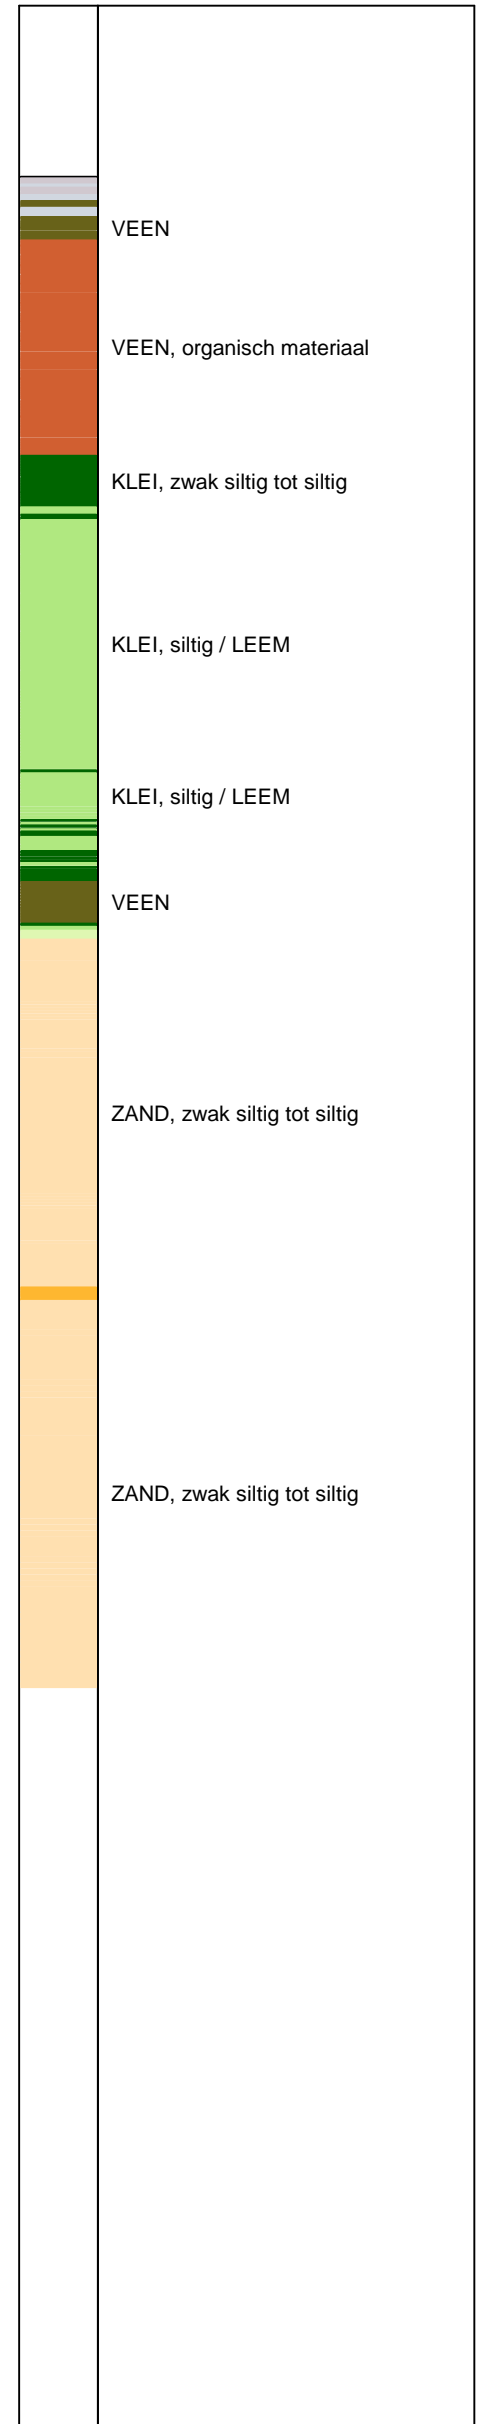 VEEN
VEEN, organisch materiaal
KLEI, zwak siltig tot siltig
KLEI, siltig / LEEM
KLEI, siltig / LEEM
VEEN
ZAND, zwak siltig tot siltig
ZAND, zwak siltig tot siltig